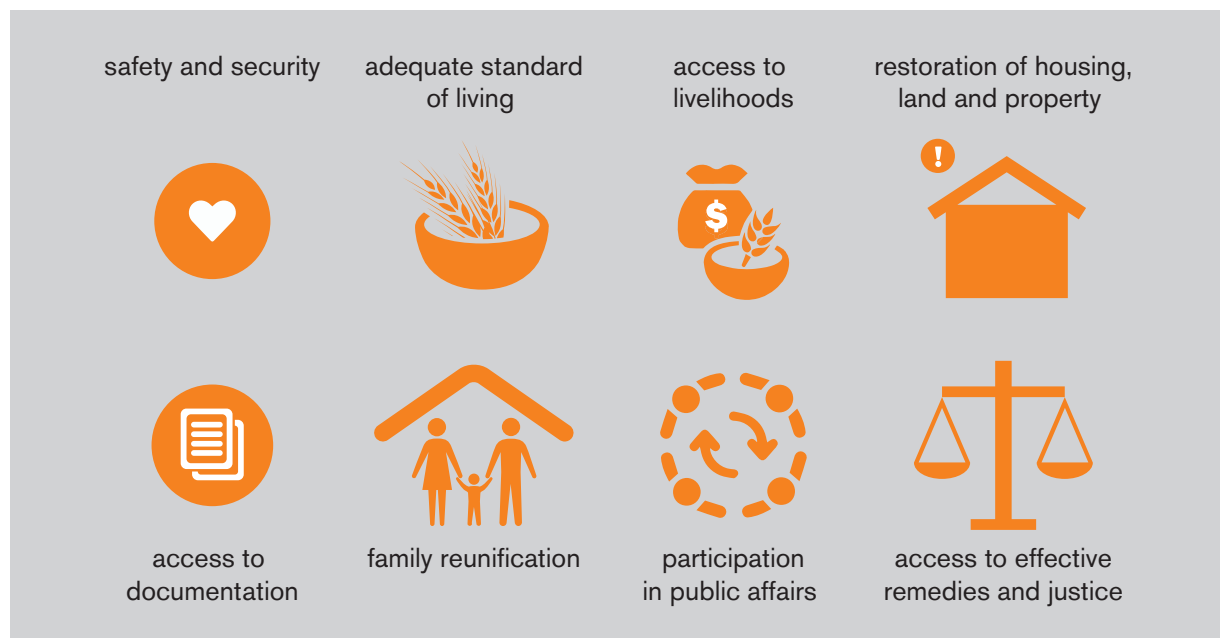 safety and security
adequate standard
of living
access to
livelihoods
restoration of housing,
land and property
!
$
access to
documentation
family reunification
participation
in public affairs
access to effective
remedies and justice